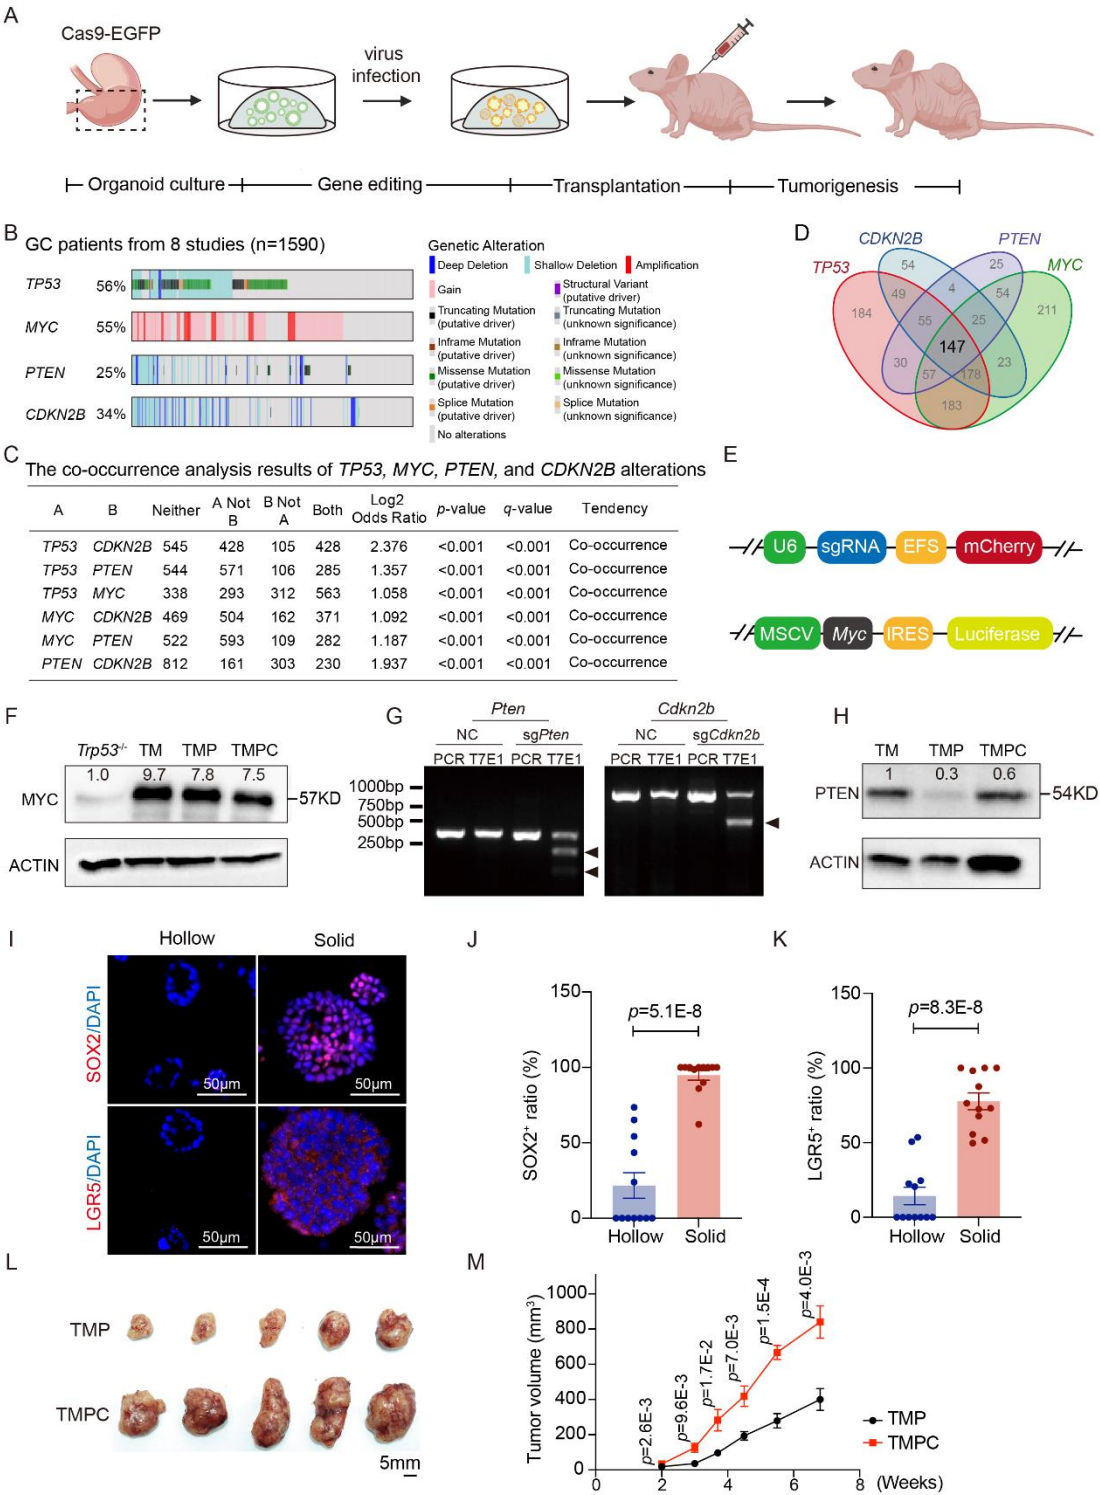 A
Cas9-EGFP
virus
infection
Organoid culture
Gene editing
Transplantation
Tumorigenesis
B
GC patients from 8 studies (n=1590)
TP53 56%
MYC 55%
PTEN 25%
CDKN2B 34%
Genetic Alteration
Deep Deletion Shallow Deletion Amplification
Gain Structural Variant
(putative driver)
Truncating Mutation Truncating Mutation
(putative driver) (unknown significance)
Inframe Mutation Inframe Mutation
(putative driver) (unknown significance)
Missense Mutation Missense Mutation
(putative driver) (unknown significance)
Splice Mutation Splice Mutation
(putative driver) (unknown significance)
No alterations
D
CDKN2B PTEN
TP53 MYC
54 25
184 49 4 54 211
55 25
147
30 57 178 23
183
C
The co-occurrence analysis results of TP53, MYC, PTEN, and CDKN2B alterations
A B Neither A Not B B Not A Both Log2 Odds Ratio p-value q-value Tendency
TP53 CDKN2B 545 428 105 428 2.376 <0.001 <0.001 Co-occurrence
TP53 PTEN 544 571 106 285 1.357 <0.001 <0.001 Co-occurrence
TP53 MYC 338 293 312 563 1.058 <0.001 <0.001 Co-occurrence
MYC CDKN2B 469 504 162 371 1.092 <0.001 <0.001 Co-occurrence
MYC PTEN 522 593 109 282 1.187 <0.001 <0.001 Co-occurrence
PTEN CDKN2B 812 161 303 230 1.937 <0.001 <0.001 Co-occurrence
E
U6 sgRNA EFS mCherry
MSCV Myc IRES Luciferase
F
Trp53-/- TM TMP TMPC
1.0 9.7 7.8 7.5
MYC 57KD
ACTIN
G
Pten Cdkn2b
NC sgPten NC sgCdkn2b
PCR T7E1 PCR T7E1 PCR T7E1 PCR T7E1
1000bp
750bp
500bp
250bp
H
TM TMP TMPC
1 0.3 0.6
PTEN 54KD
ACTIN
I
Hollow Solid
SOX2/DAPI
50μm 50μm
LGR5/DAPI
50μm 50μm
J
p=5.1E-8
SOX2+ ratio (%)
150
100
50
0
Hollow Solid
K
p=8.3E-8
LGR5+ ratio (%)
150
100
50
0
Hollow Solid
L
TMP
TMPC
5mm
M
Tumor volume (mm3)
1000
800
600
400
200
0
p=2.6E-3
p=9.6E-3
p=1.7E-2
p=7.0E-3
p=1.5E-4
p=4.0E-3
TMP
TMPC
0 2 4 6 8 (Weeks)